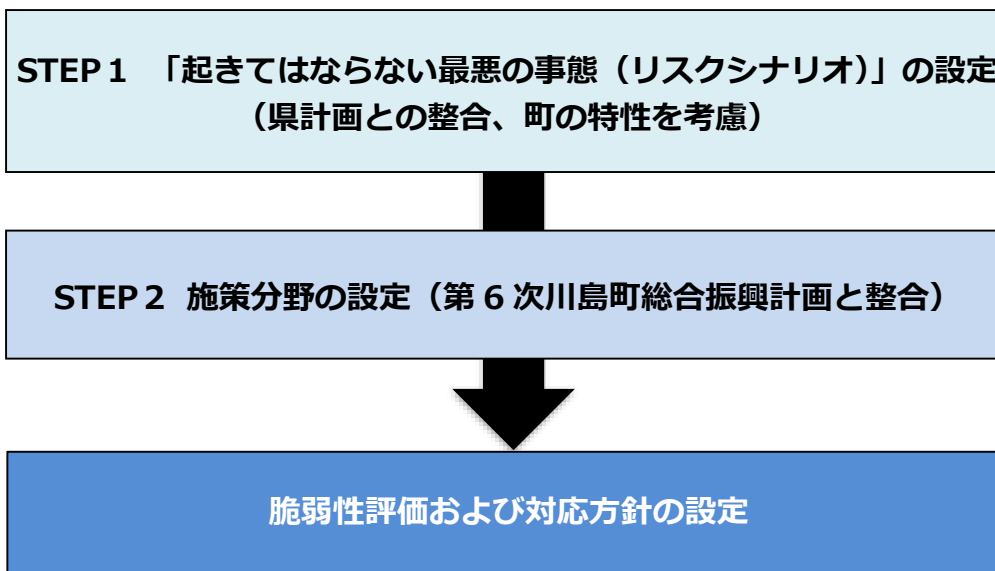 STEP１　「起きてはならない最悪の事態（リスクシナリオ）」の設定
（県計画との整合、町の特性を考慮）
STEP２ 施策分野の設定（第６次川島町総合振興計画と整合）
脆弱性評価および対応方針の設定